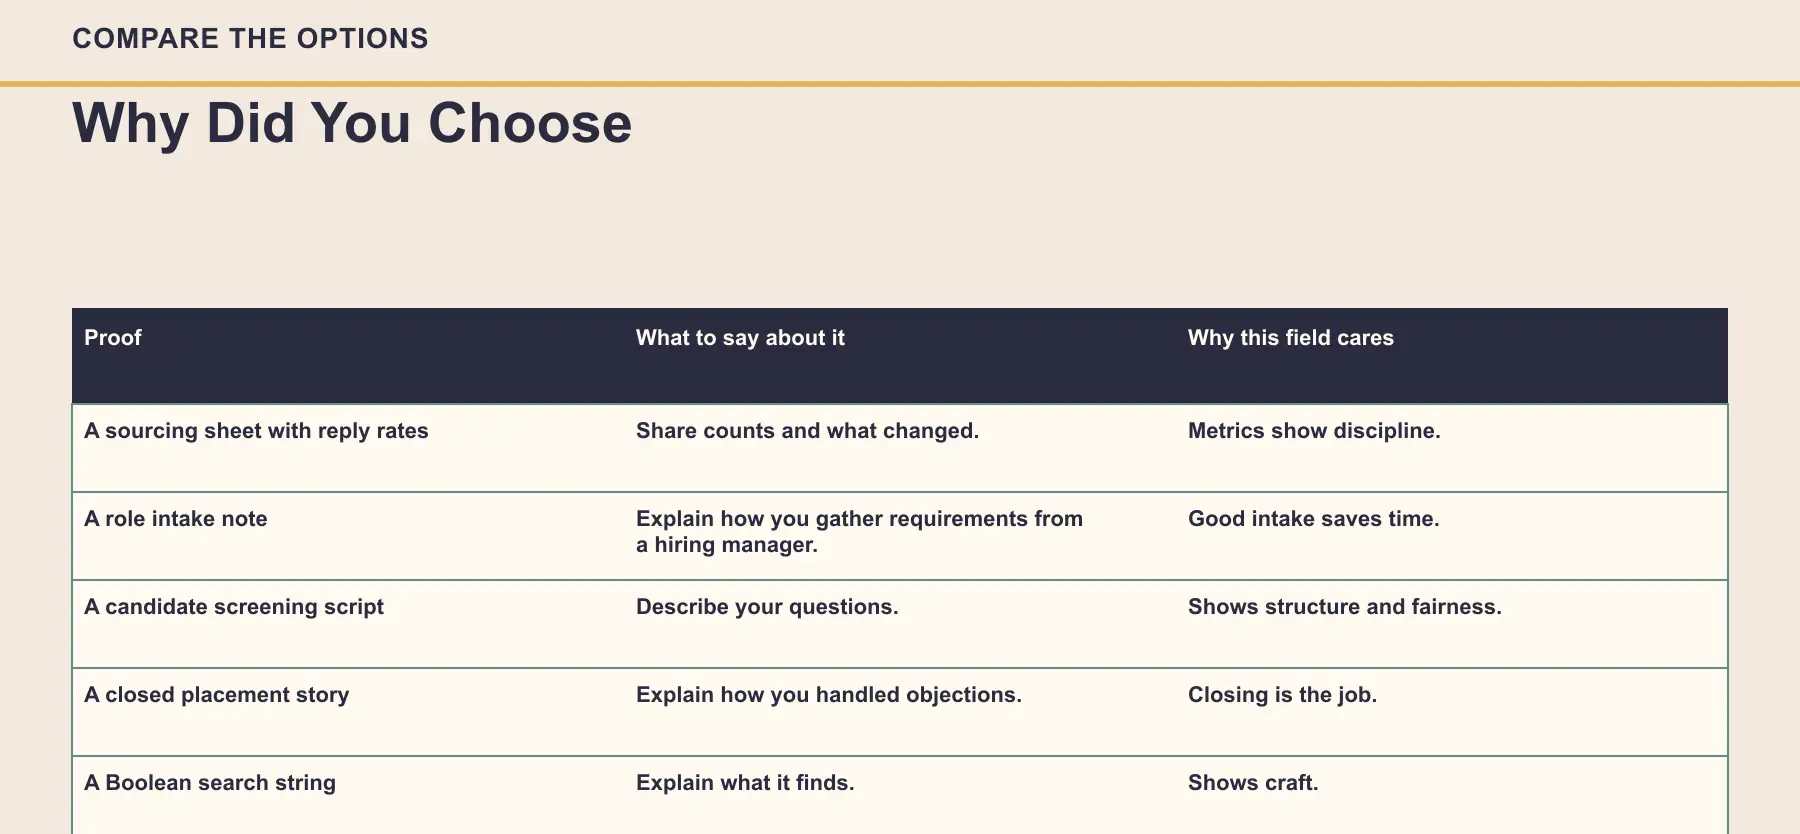 COMPARE THE OPTIONS
Why Did You Choose
Proof
What to say about it
Why this field cares
A sourcing sheet with reply rates
Share counts and what changed.
Metrics show discipline.
A role intake note
Explain how you gather requirements from
a hiring manager.
Good intake saves time.
A candidate screening script
Describe your questions.
Shows structure and fairness.
A closed placement story
Explain how you handled objections.
Closing is the job.
A Boolean search string
Explain what it finds.
Shows craft.